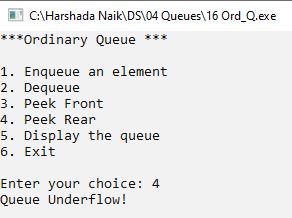 C:\Harshada Naik\DS\04 Queues\16 Ord_Q.exe
***Ordinary Queue ***
1. Enqueue an element
2. Dequeue
3. Peek Front
4. Peek Rear
5. Display the queue
6. Exit
Enter your choice: 4
Queue Underflow!